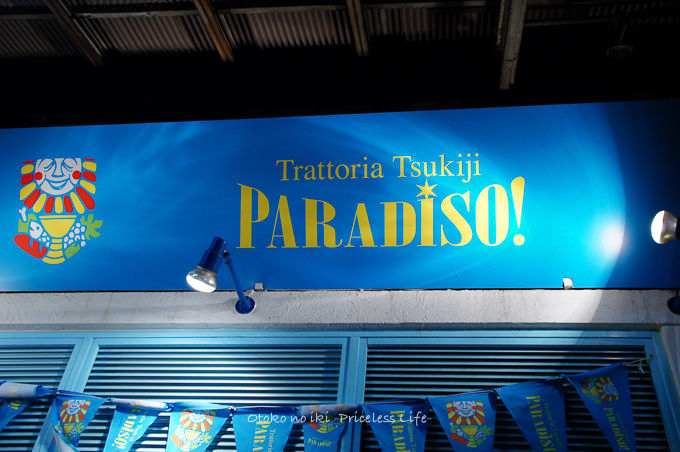 Trattoria Tsukiji
PARADISO!
Otoko no iki -Priceless Life-